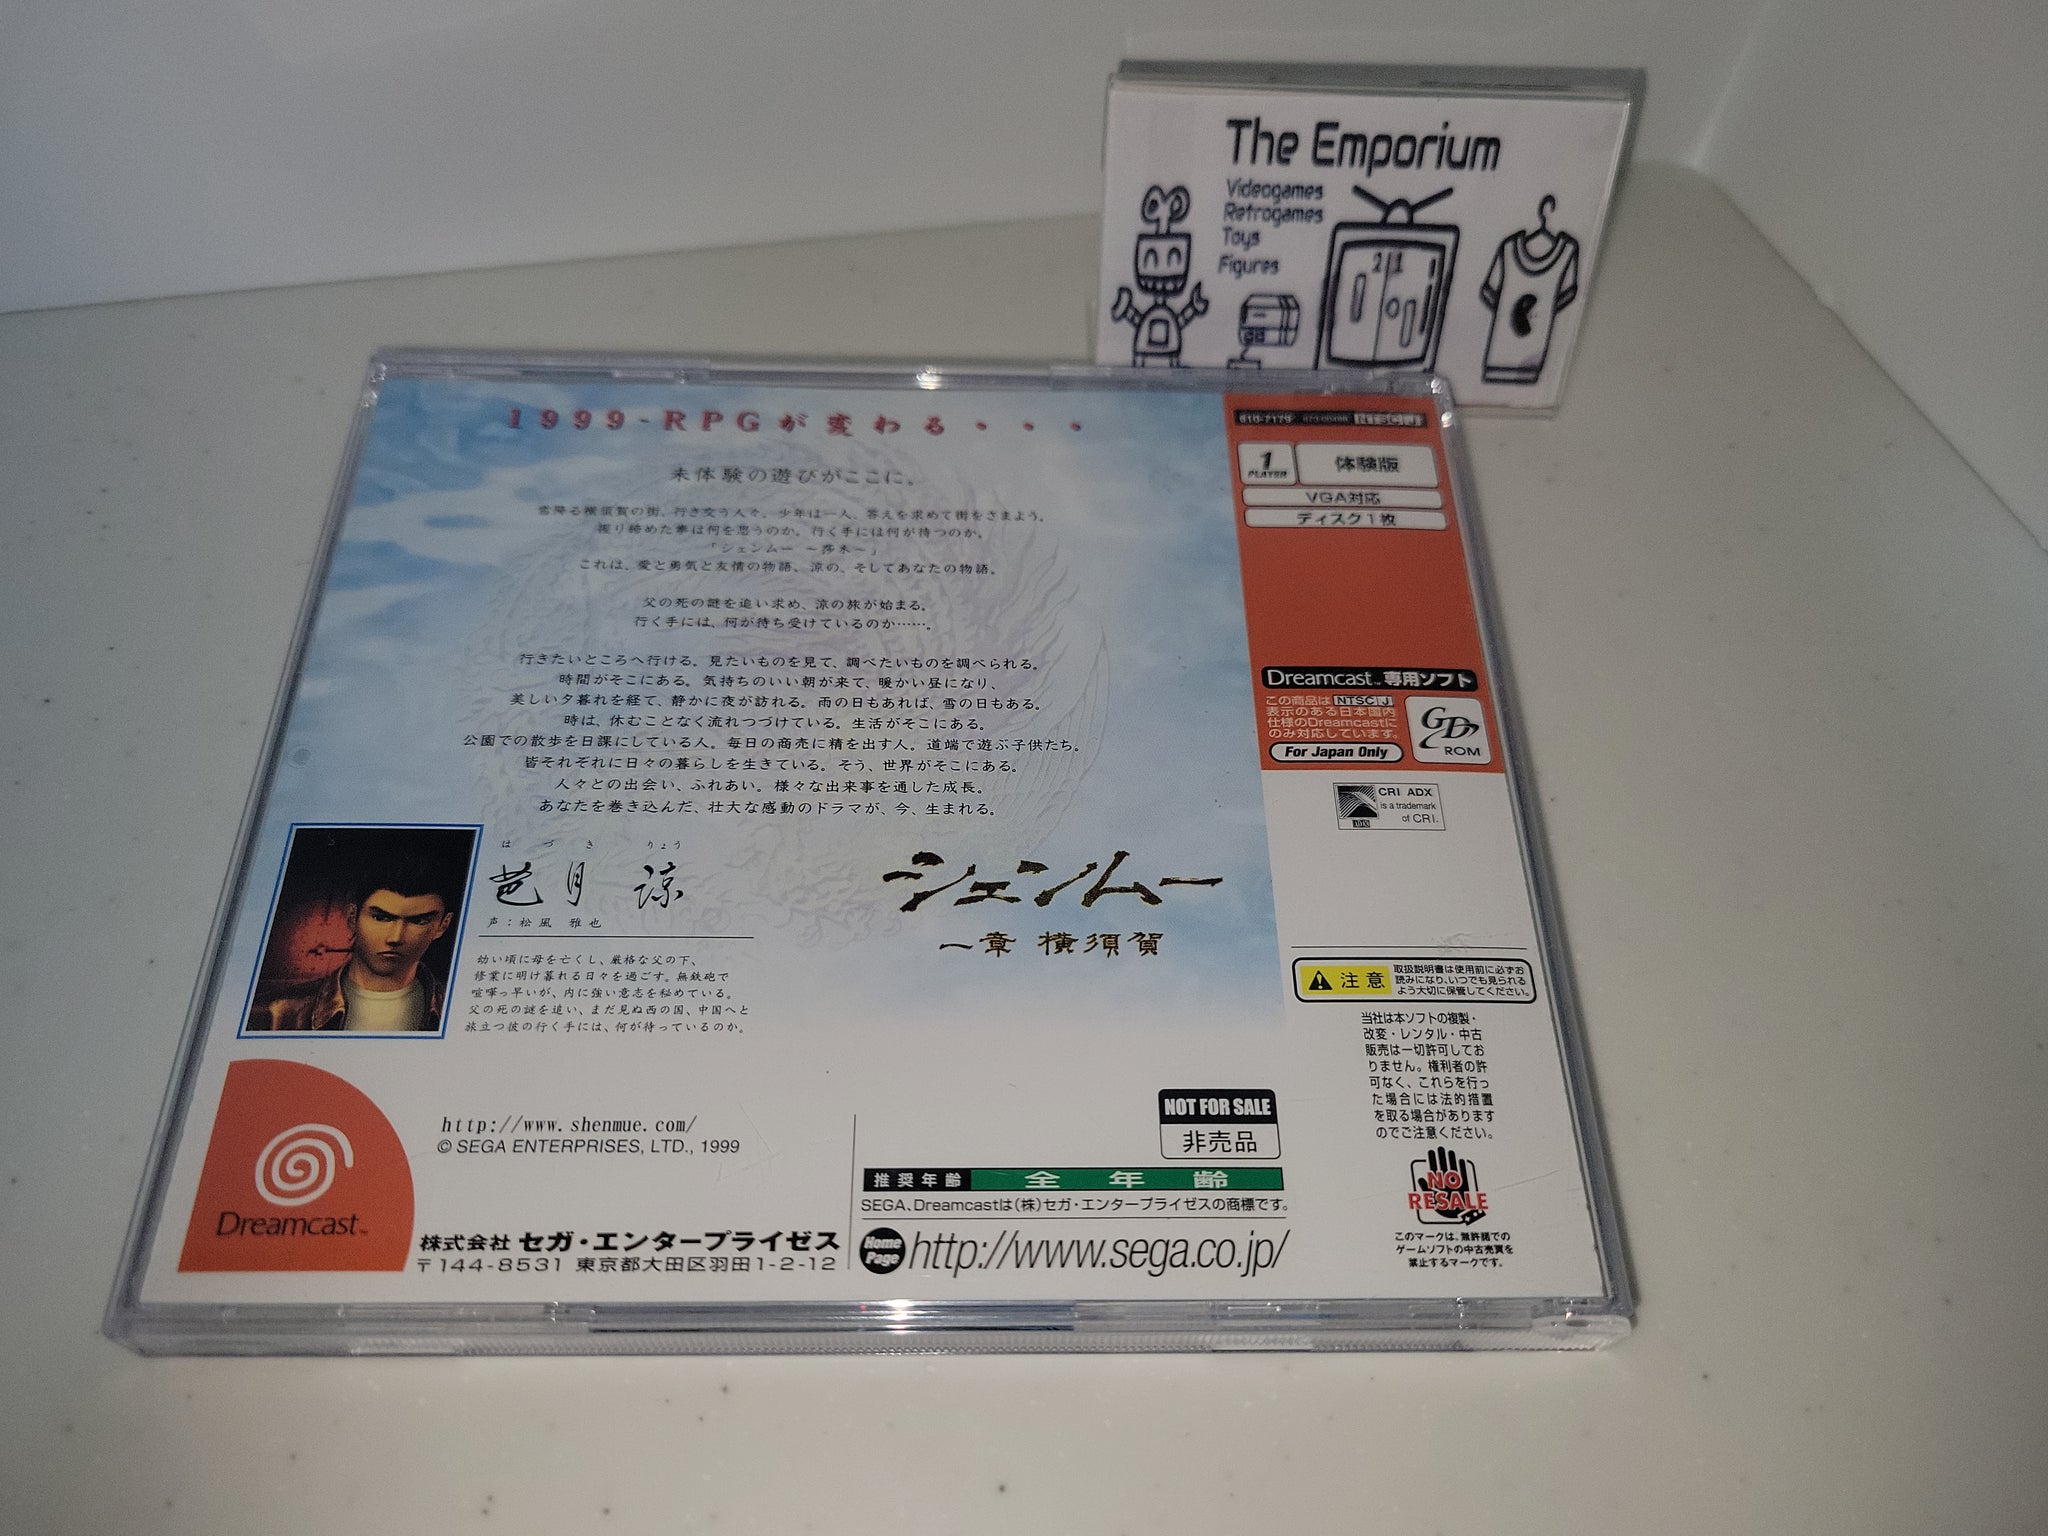 The Emporium
Videogames
Retrogames
Toys
Figures
21
1999-RPGが変わる・・・
未体験の遊びがここに。
雪降る横須賀の街、行き交う人々。少年は一人、答えを求めて街をさまよう。
握り締めた拳は何を思うのか。行く手には何が待つのか。
「シェンムー ～莎木～」
これは、愛と勇気と友情の物語、涼の、そしてあなたの物語。
父の死の謎を追い求め、涼の旅が始まる。
行く手には、何が待ち受けているのか……。
行きたいところへ行ける。見たいものを見て、調べたいものを調べられる。
時間がそこにある。気持ちのいい朝が来て、暖かい昼になり、
美しい夕暮れを経て、静かに夜が訪れる。雨の日もあれば、雪の日もある。
時は、休むことなく流れつづけている。生活がそこにある。
公園での散歩を日課にしている人。毎日の商売に精を出す人。道端で遊ぶ子供たち。
皆それぞれに日々の暮らしを生きている。そう、世界がそこにある。
人々との出会い、ふれあい。様々な出来事を通した成長。
あなたを巻き込んだ、壮大な感動のドラマが、今、生まれる。
はづき りょう
芭月 涼
声：松風 雅也
幼い頃に母を亡くし、厳格な父の下、
修業に明け暮れる日々を過ごす。無鉄砲で
喧嘩っ早いが、内に強い意志を秘めている。
父の死の謎を追い、まだ見ぬ西の国、中国へと
旅立つ彼の行く手には、何が待っているのか。
シェンムー
一章 横須賀
610-7179 NTSC J
1 PLAYER
体験版
VGA対応
ディスク1枚
Dreamcast™専用ソフト
この商品は NTSC J
表示のある日本国内
仕様のDreamcastに
のみ対応しています。
For Japan Only
GD ROM
CRI ADX
is a trademark
of CRI.
注意
取扱説明書は使用前に必ずお
読みになり、いつでも見られる
よう大切に保管してください。
当社は本ソフトの複製・
改変・レンタル・中古
販売は一切許可してお
りません。権利者の許
可なく、これらを行っ
た場合には法的措置
を取る場合があります
のでご注意ください。
NO
RESALE
このマークは、無許諾での
ゲームソフトの中古売買を
禁止するマークです。
Dreamcast™
http://www.shenmue.com/
© SEGA ENTERPRISES, LTD., 1999
株式会社 セガ・エンタープライゼス
〒144-8531 東京都大田区羽田1-2-12
NOT FOR SALE
非売品
推奨年齢 全年齢
SEGA、Dreamcastは(株)セガ・エンタープライゼスの商標です。
Home Page http://www.sega.co.jp/